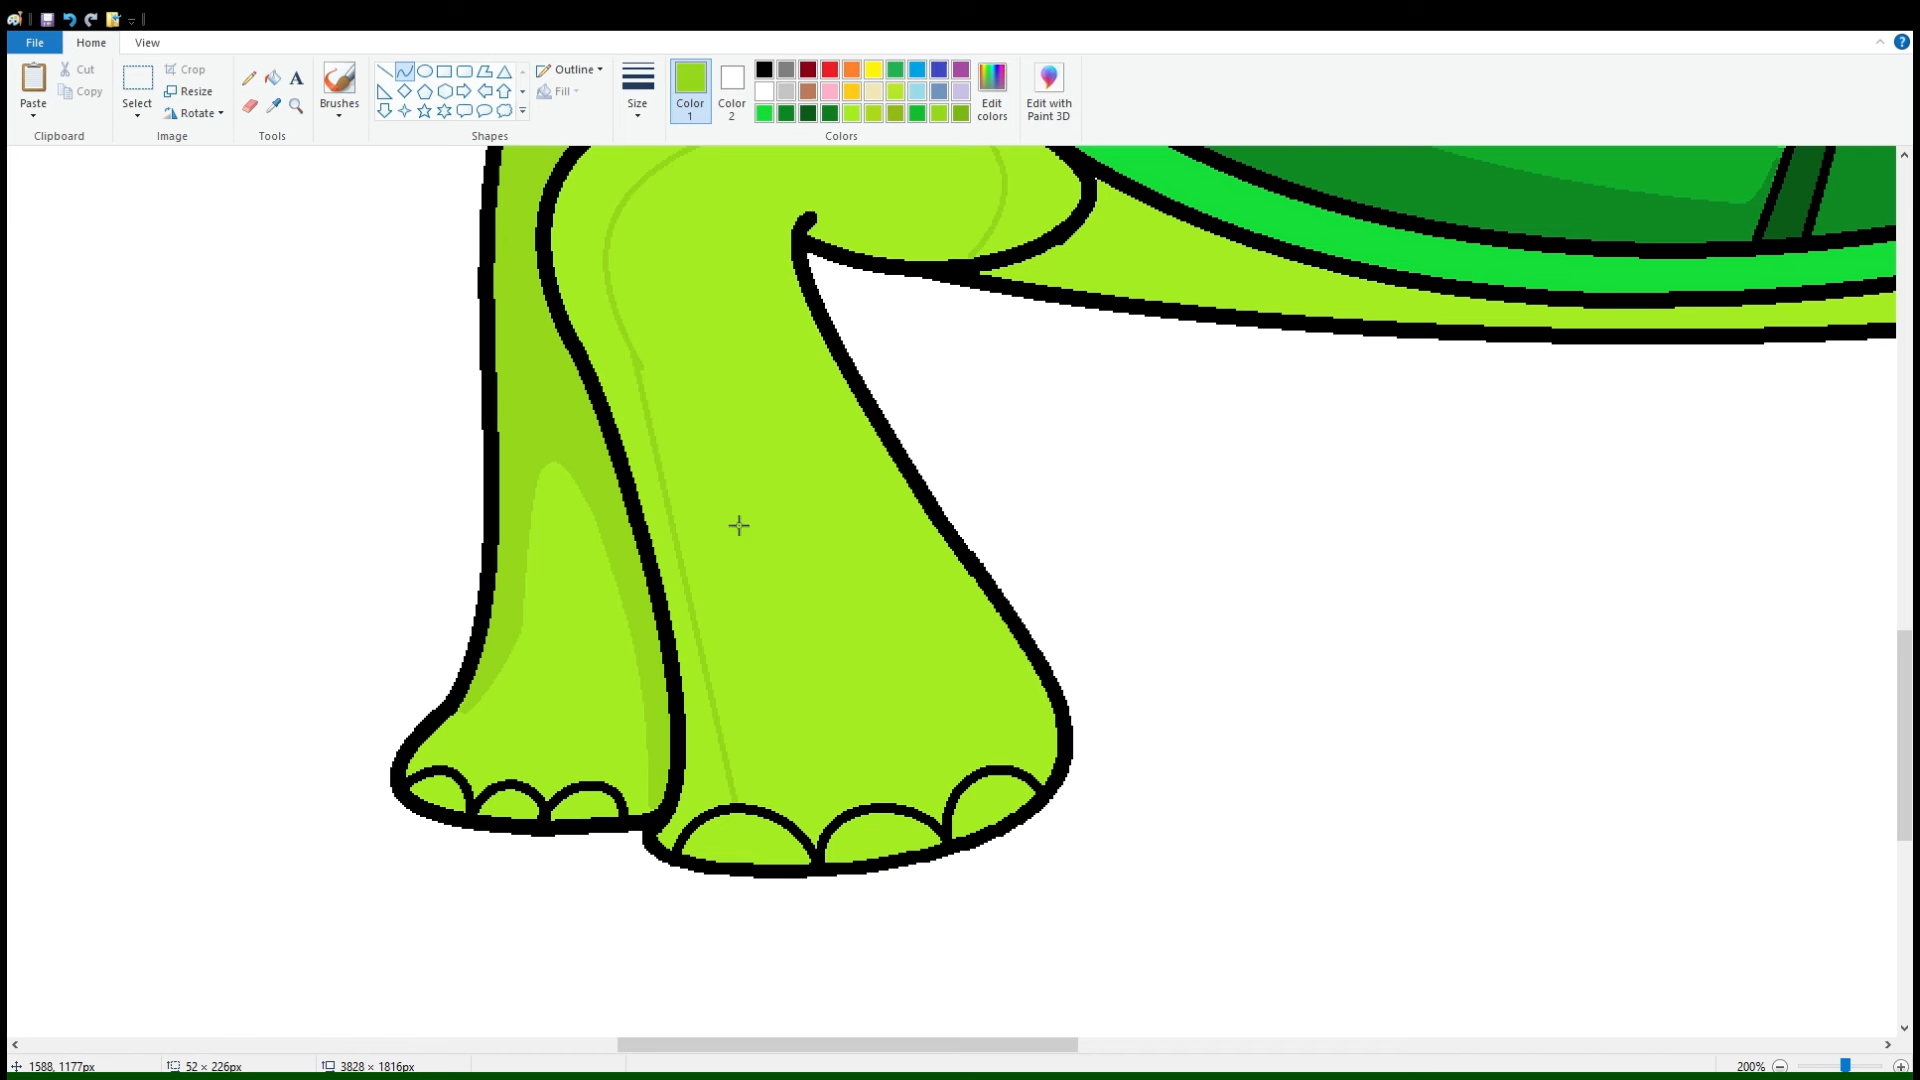 File Home View
Paste
Cut
Copy
Clipboard
Select
Crop
Resize
Rotate
Image
A
Tools
Brushes
Outline
Fill
Shapes
Size
Color
1
Color
2
Edit
colors
Colors
Edit with
Paint 3D
?
1588, 1177px
52 × 226px
3828 × 1816px
200%